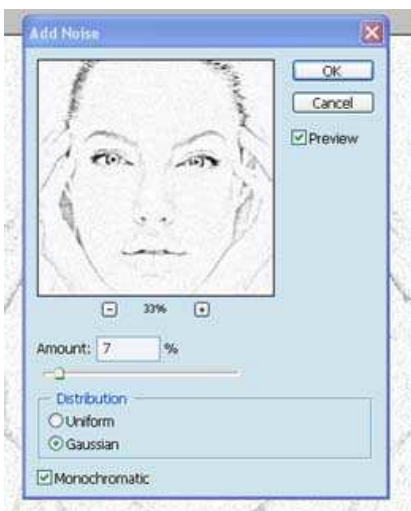 Add Noise
OK
Cancel
Preview
33%
Amount: 7 %
Distribution
Uniform
Gaussian
Monochromatic